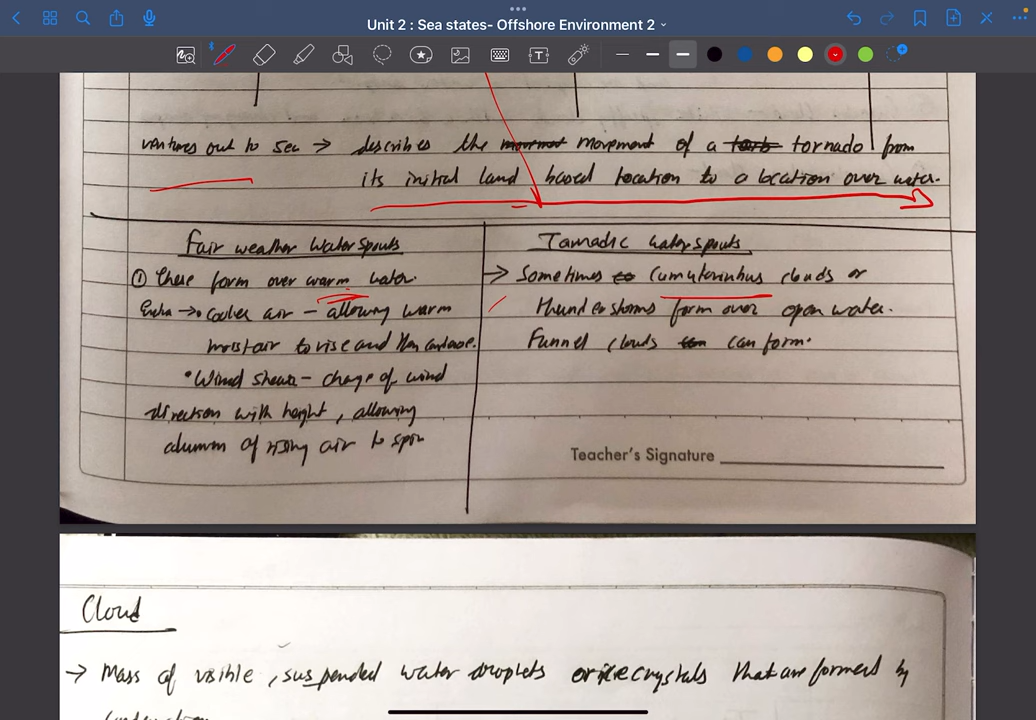 Unit 2 : Sea states- Offshore Environment 2
ventures out to sea → describes the movement movement of a tornado from
its initial land based location to a location over water.
Fair weather Waterspouts
① These form over warm water.
Extra → • Cooler air - allowing warm
moist air to rise and then condense.
• Wind shear - change of wind
direction with height, allowing
column of rising air to spin
Tornadic waterspouts
→ Sometimes cumulonimbus clouds or
thunderstorms form over open water.
Funnel clouds can form.
Teacher's Signature
Cloud
→ Mass of visible, suspended water droplets or ice crystals that are formed by